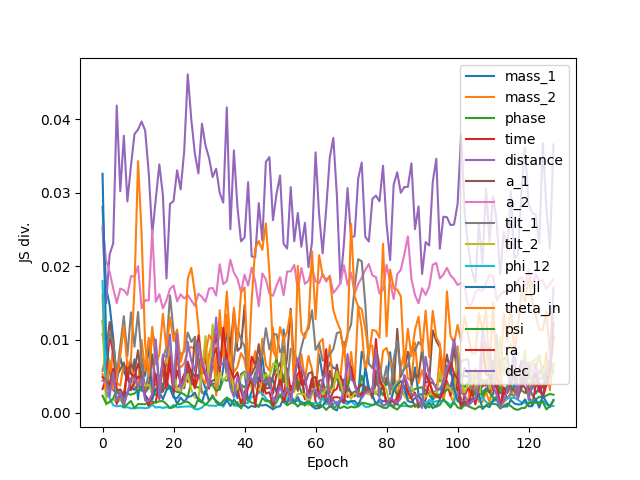 JS div.
0.04
0.03
0.02
0.01
0.00
0
20
40
60
80
100
120
Epoch
mass_1
mass_2
phase
time
distance
a_1
a_2
tilt_1
tilt_2
phi_12
phi_jl
theta_jn
psi
ra
dec